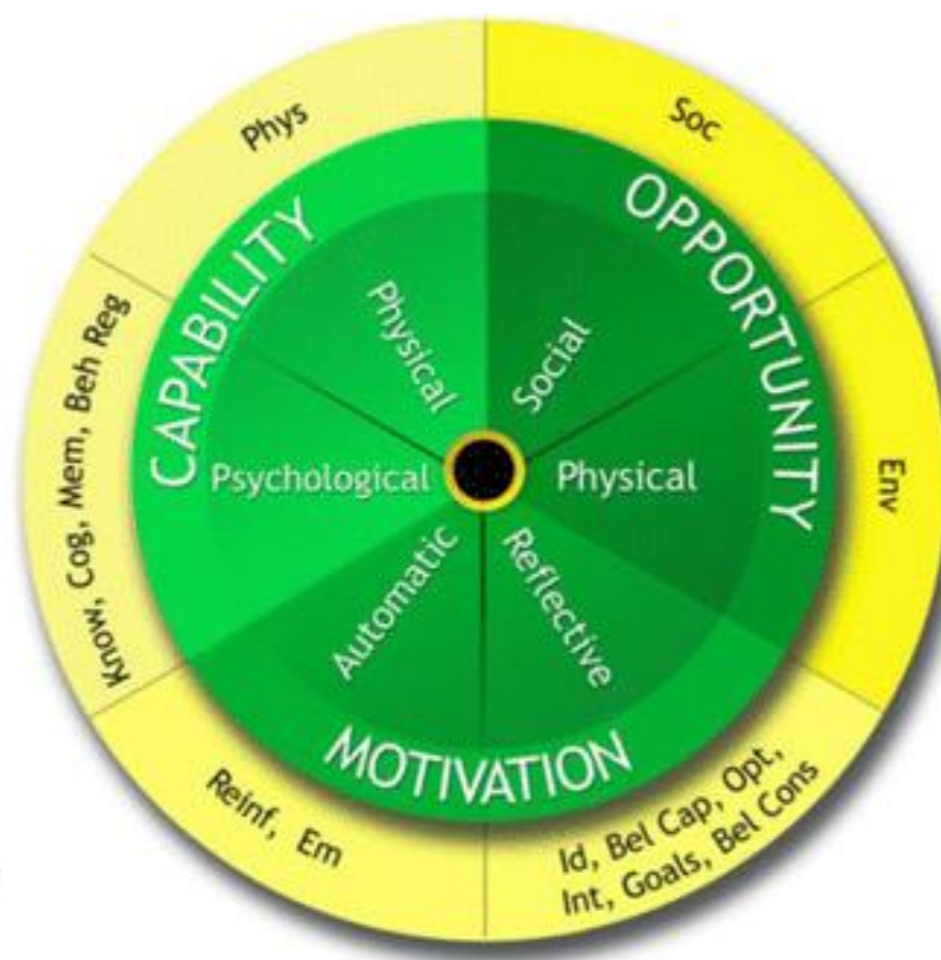 Phys
Soc
CAPABILITY
OPPORTUNITY
Physical
Social
Know, Cog, Mem, Beh Reg
Psychological
Physical
Env
Automatic
Reflective
MOTIVATION
Reinf, Em
Id, Bel Cap, Opt,
Int, Goals, Bel Cons